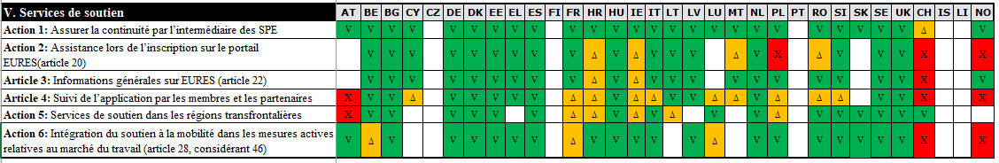 V. Services de soutien AT BE BG CY CZ DE DK EE EL ES FI FR HR HU IE IT LT LV LU MT NL PL PT RO SI SK SE UK CH IS LI NO
Action 1: Assurer la continuité par l'intermédiaire des SPE V V V V V V V V V V V V V V V V V V V V V V V V V Δ V
Action 2: Assistance lors de l'inscription sur le portail
EURES(article 20) V V V V V V V V V Δ V Δ V V V Δ V X Δ V V V X X
Article 3: Informations générales sur EURES (article 22) V V V V V V V V V Δ V Δ V V V V V V V V V V V X V
Article 4: Suivi de l'application par les membres et les partenaires X V V Δ V V V V V Δ Δ V Δ Δ V V Δ Δ V Δ Δ Δ V V X X
Action 5: Services de soutien dans les régions transfrontalières X V V V V V V Δ Δ V Δ V Δ V V Δ V V V V V V
Action 6: Intégration du soutien à la mobilité dans les mesures actives
relatives au marché du travail (article 28, considérant 46) V Δ V V V V V V V Δ V V V V V V Δ V V V V V V V V X X